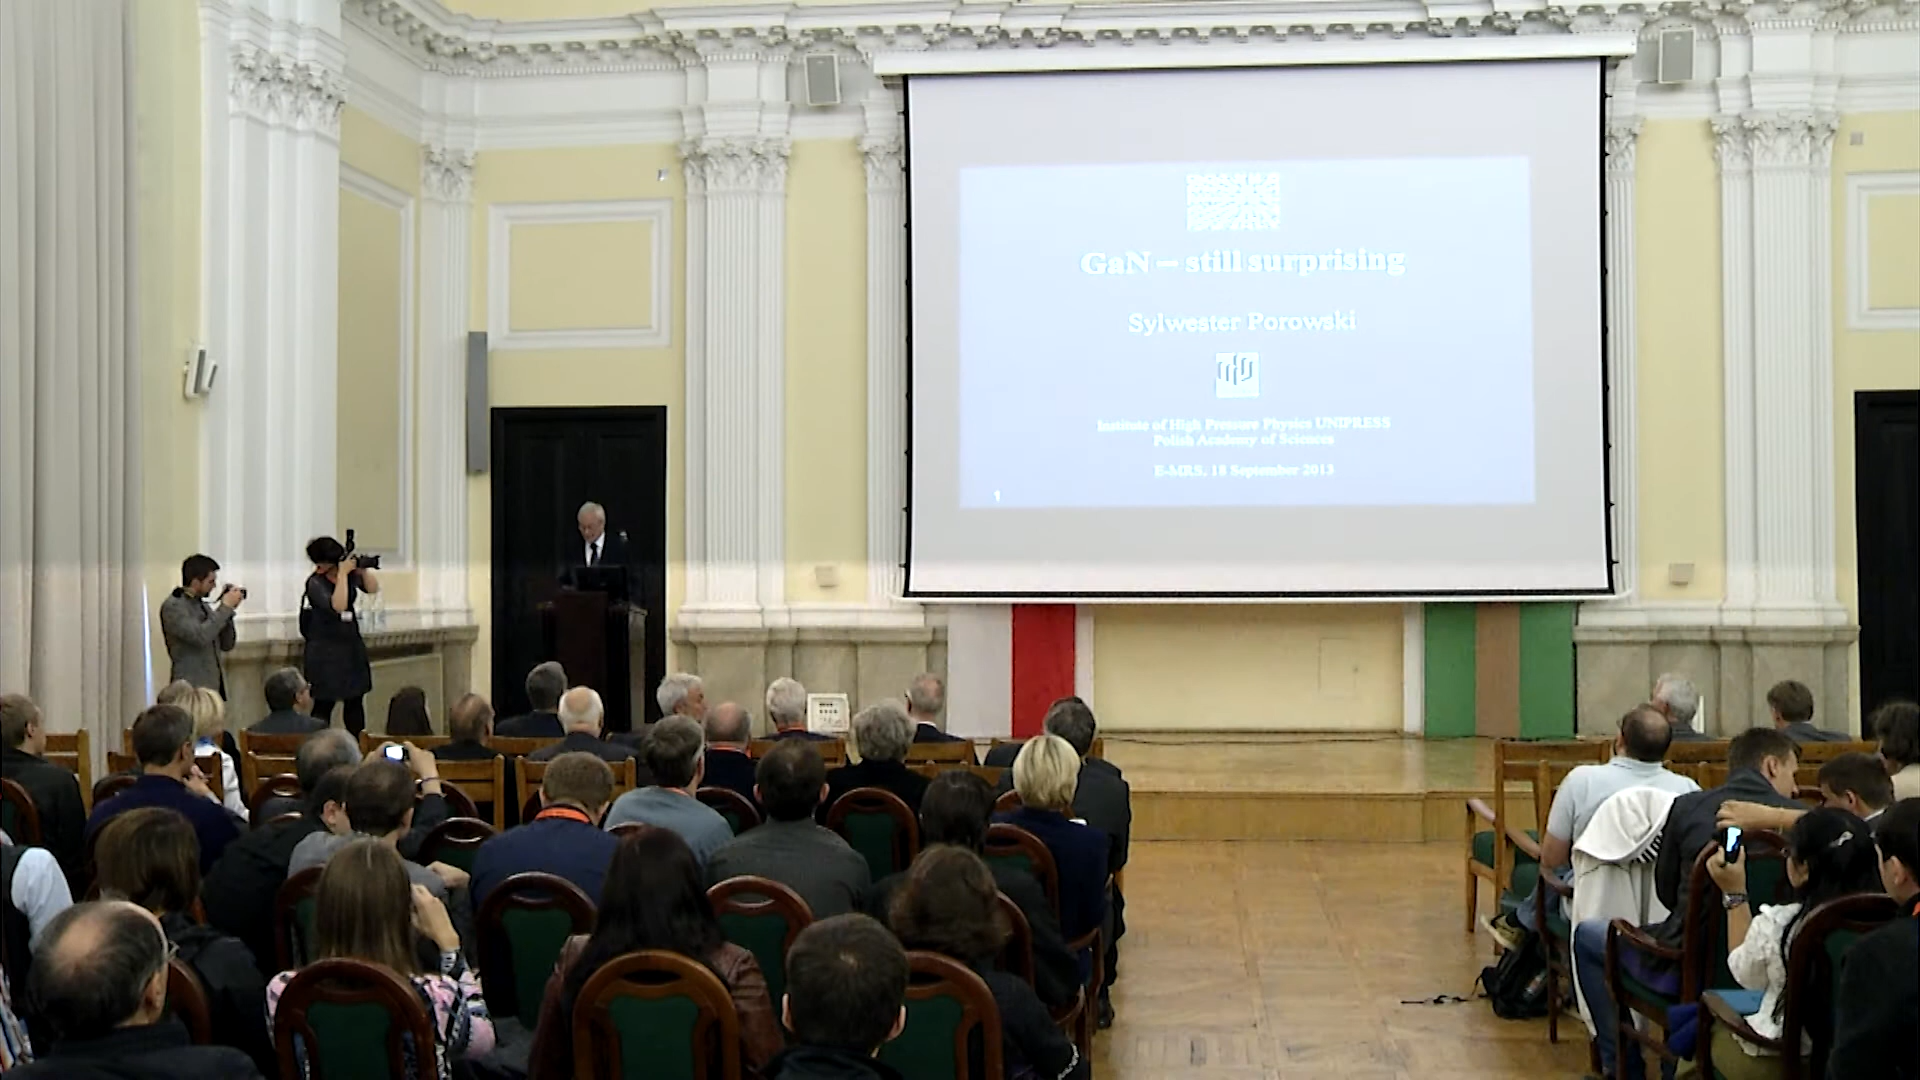 GaN – still surprising
Sylwester Porowski
Institute of High Pressure Physics UNIPRESS
Polish Academy of Sciences
E-MRS, 18 September 2013
1